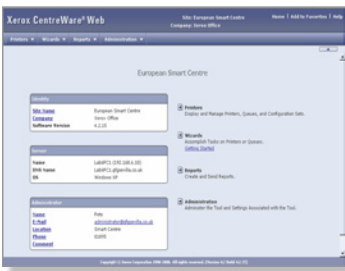 Xerox CentreWare® Web
Site: European Smart Centre
Company: Xerox Office
Home | Add to Favorites | Help
Printers
Wizards
Reports
Administration
European Smart Centre
Identity
Site Name European Smart Centre
Company Xerox Office
Software Version
Server
Name
DNS Name
OS Windows XP
Administrator
Name Pete
E-Mail
Location Smart Centre
Phone
Comment
Printers
Display and Manage Printers, Queues, and Configuration Sets.
Wizards
Accomplish Tasks on Printers or Queues.
Getting Started
Reports
Create and Send Reports.
Administration
Administer the Tool and Settings Associated with the Tool.